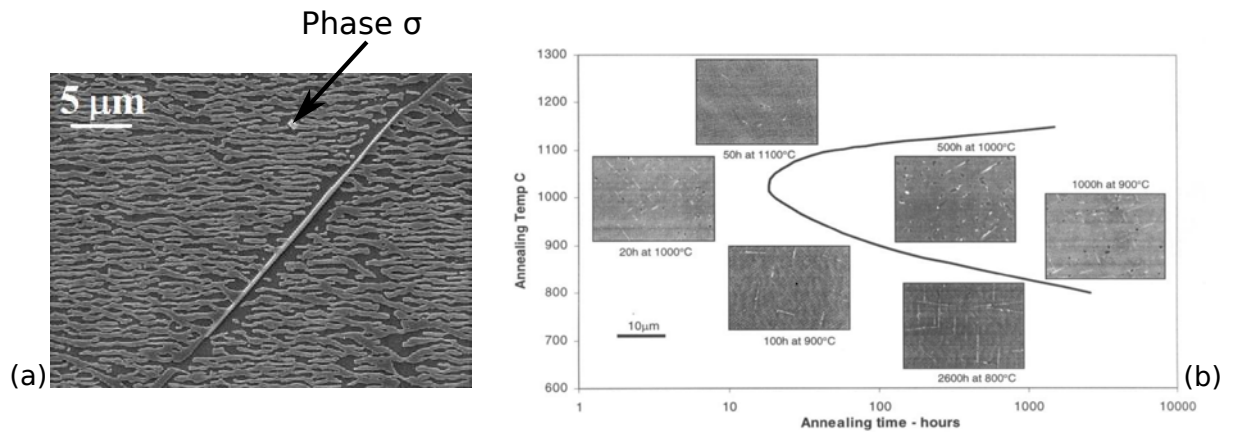 Phase σ
5 μm
(a)
Annealing Temp C
1300
1200
1100
1000
900
800
700
600
50h at 1100°C
500h at 1000°C
1000h at 900°C
20h at 1000°C
100h at 900°C
10μm
2600h at 800°C
1
10
100
1000
10000
Annealing time - hours
(b)